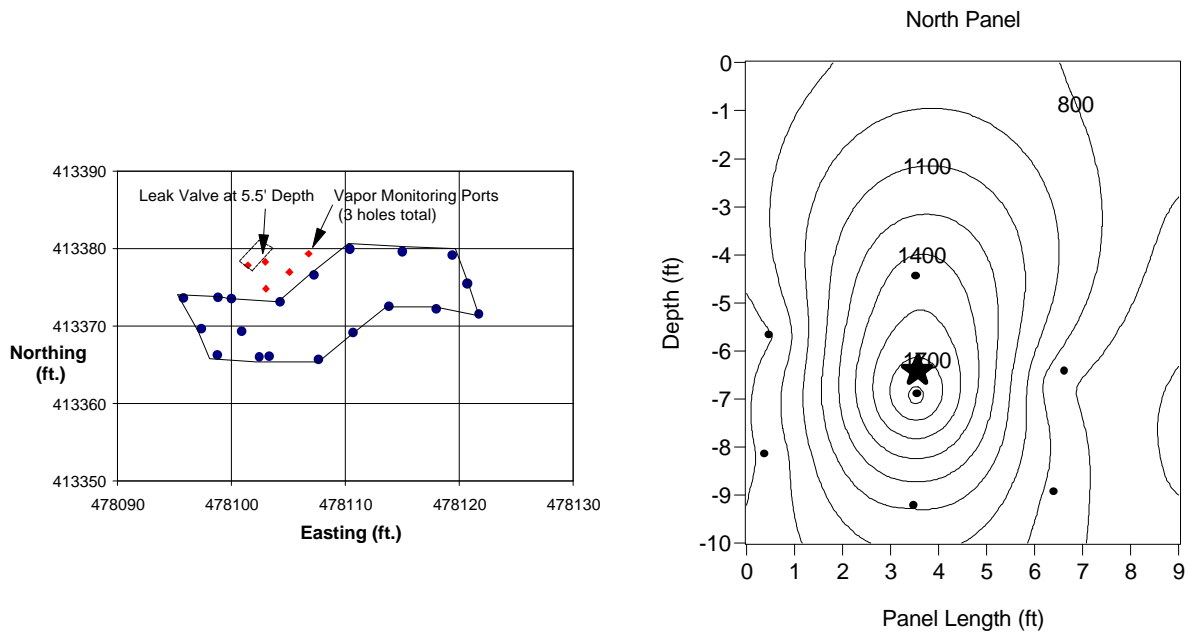 North Panel
413390
413380
413370
413360
413350
Northing
(ft.)
Leak Valve at 5.5' Depth
Vapor Monitoring Ports
(3 holes total)
478090 478100 478110 478120 478130
Easting (ft.)
0
-1
-2
-3
-4
-5
-6
-7
-8
-9
-10
Depth (ft)
800
1100
1400
1700
0 1 2 3 4 5 6 7 8 9
Panel Length (ft)